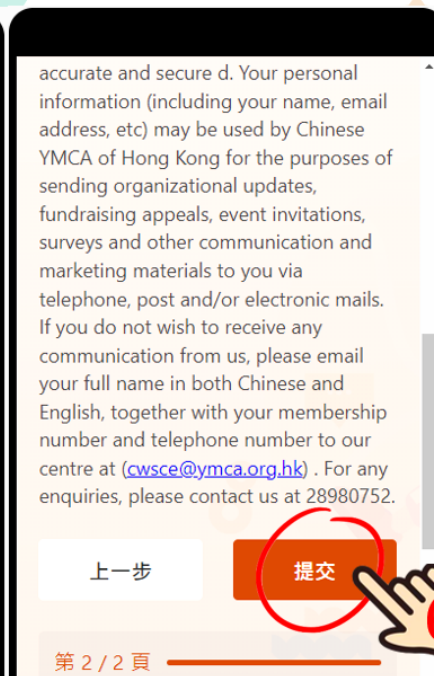 accurate and secure d. Your personal
information (including your name, email
address, etc) may be used by Chinese
YMCA of Hong Kong for the purposes of
sending organizational updates,
fundraising appeals, event invitations,
surveys and other communication and
marketing materials to you via
telephone, post and/or electronic mails.
If you do not wish to receive any
communication from us, please email
your full name in both Chinese and
English, together with your membership
number and telephone number to our
centre at (cwsce@ymca.org.hk) . For any
enquiries, please contact us at 28980752.
上一步 提交
第 2 / 2 頁